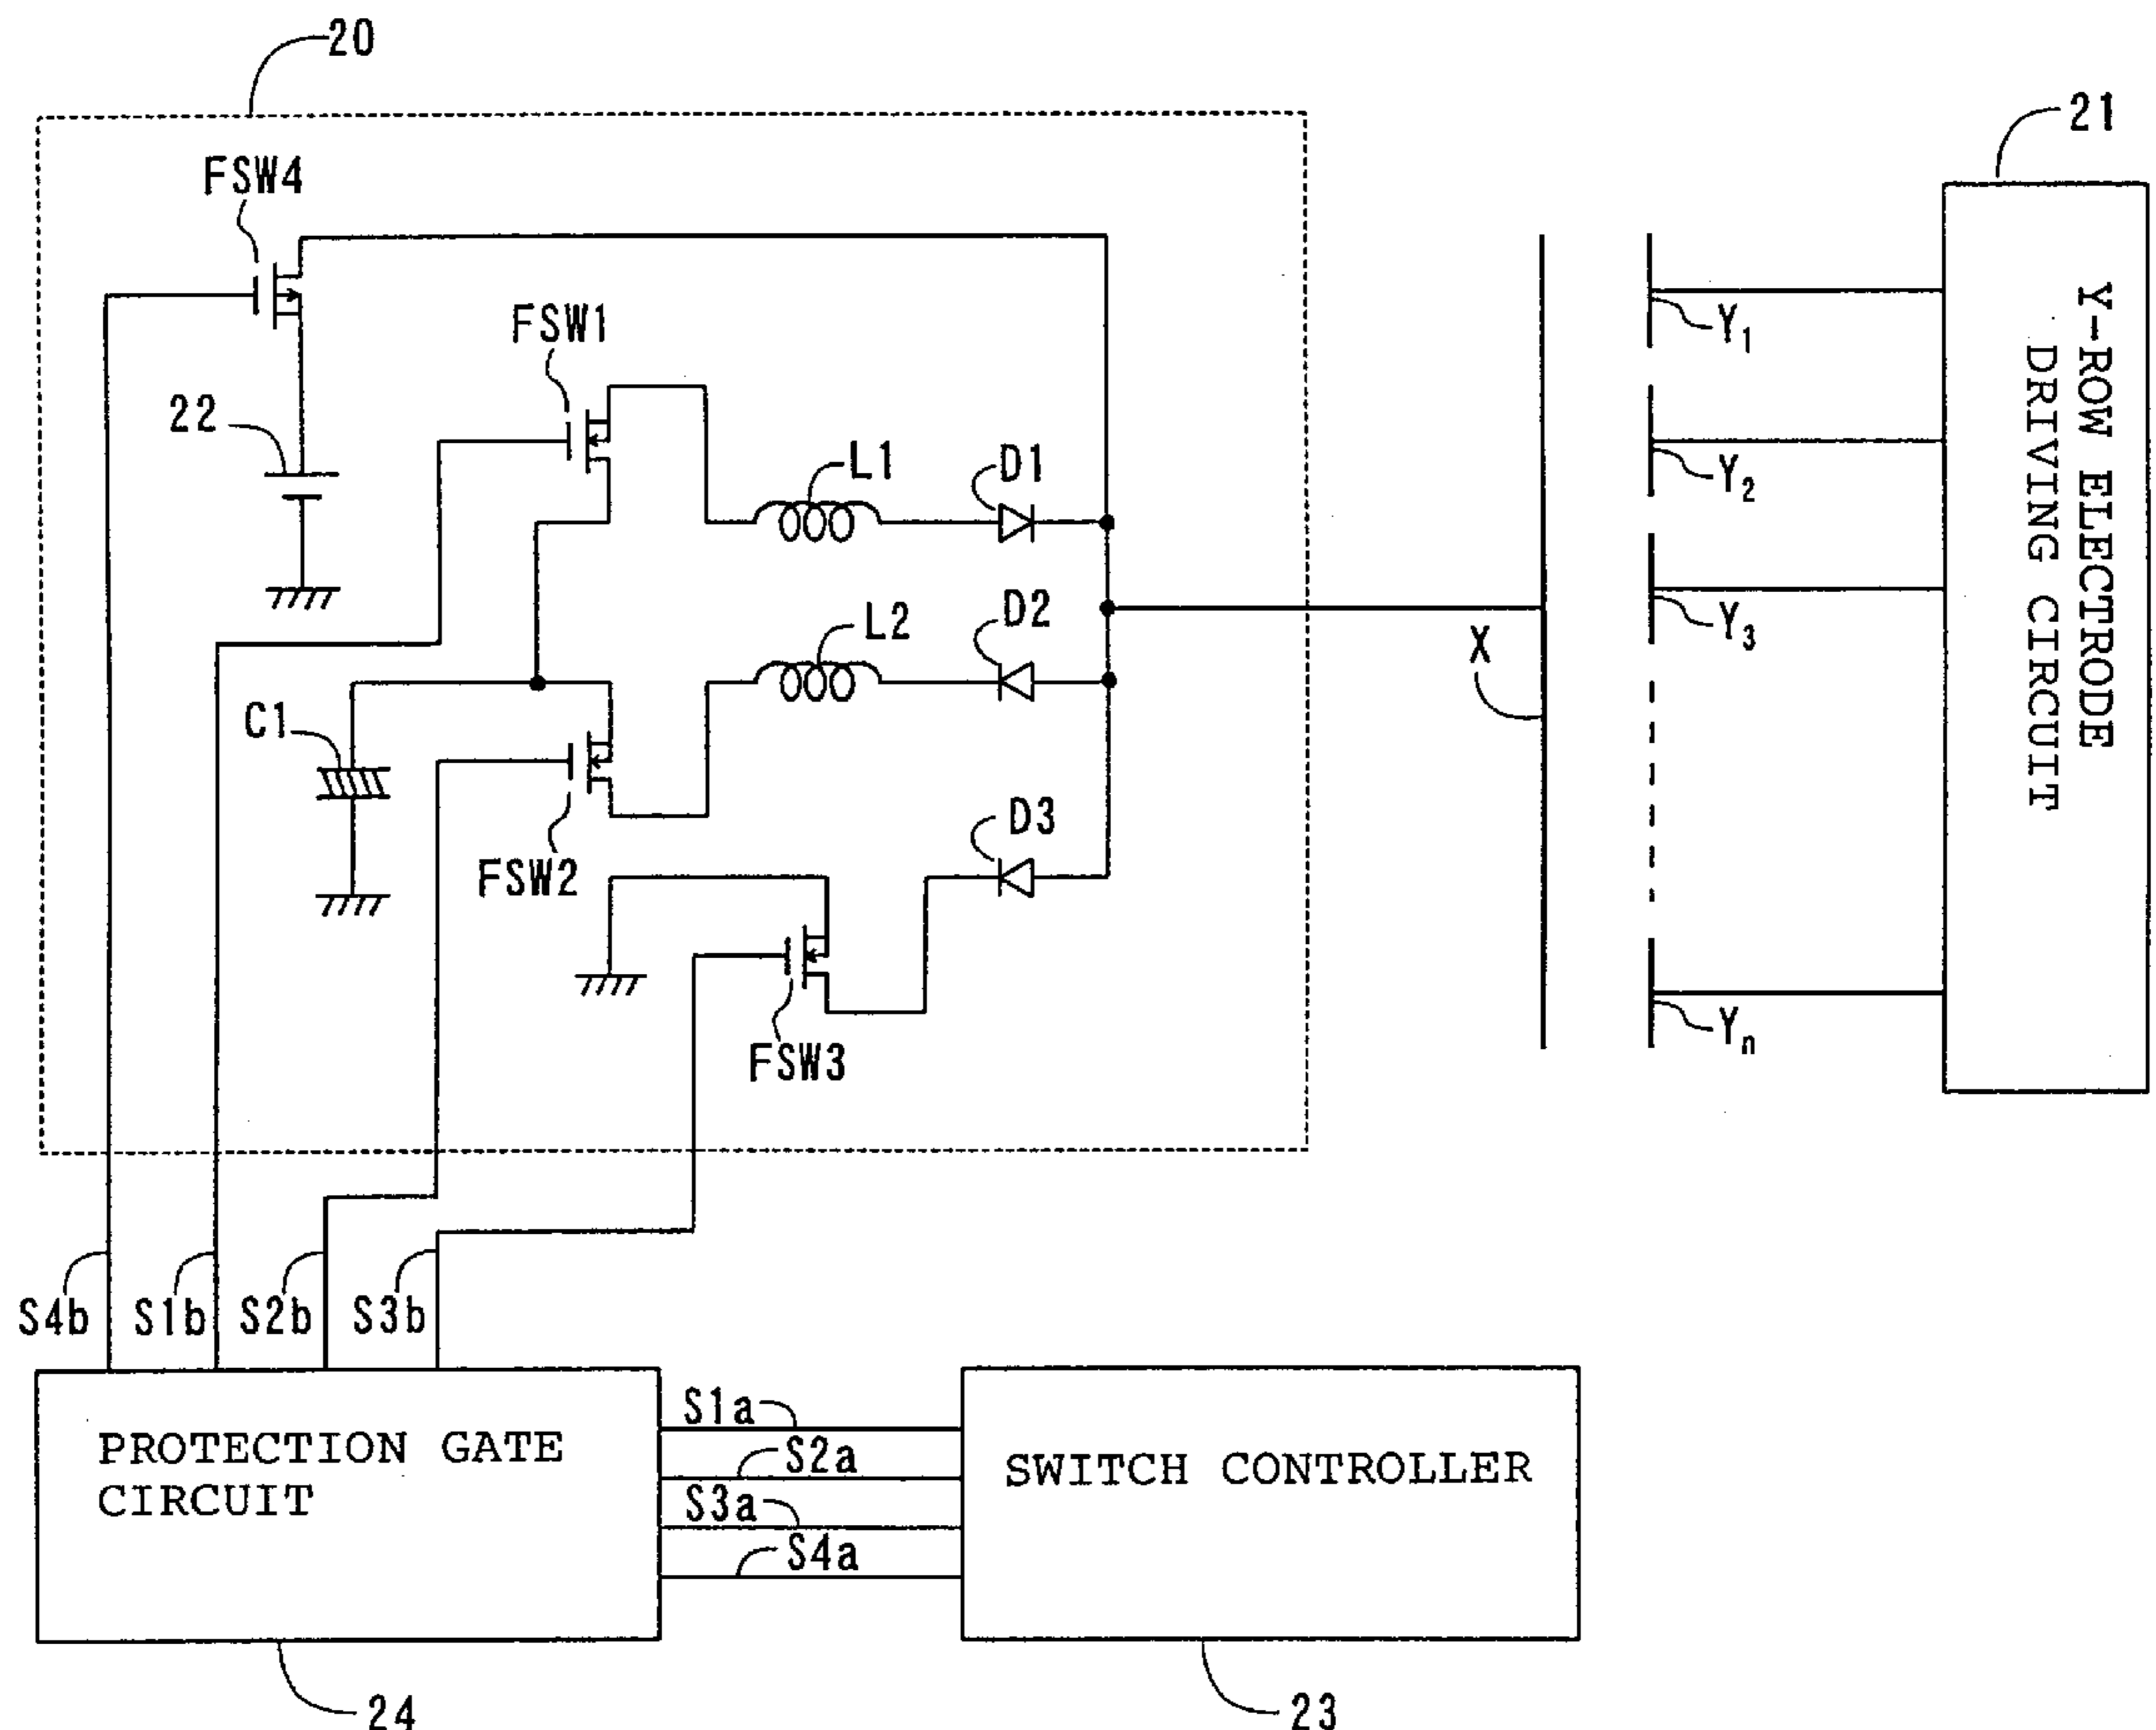 20
21
FSW4
FSW1
22
L1
D1
Y1
Y2
Y3
Yn
Y-ROW ELECTRODE
DRIVING CIRCUIT
L2
D2
X
C1
FSW2
D3
FSW3
S4b
S1b
S2b
S3b
PROTECTION GATE
CIRCUIT
S1a
S2a
S3a
S4a
SWITCH CONTROLLER
24
23